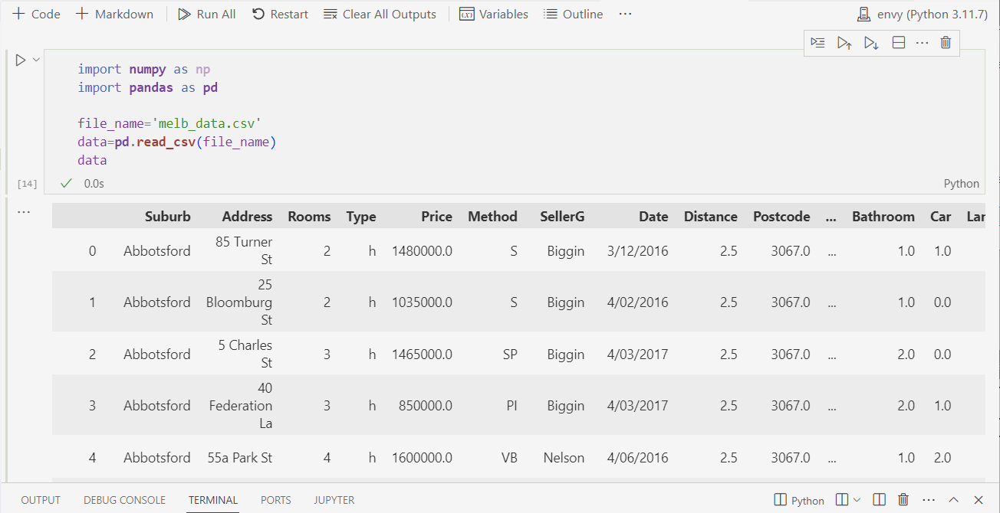 Code Markdown Run All Restart Clear All Outputs Variables Outline ... envy (Python 3.11.7)
import numpy as np
import pandas as pd
file_name='melb_data.csv'
data=pd.read_csv(file_name)
data
[14] 0.0s Python
...
Suburb Address Rooms Type Price Method SellerG Date Distance Postcode ... Bathroom Car Lar
0 Abbotsford 85 Turner St 2 h 1480000.0 S Biggin 3/12/2016 2.5 3067.0 ... 1.0 1.0
1 Abbotsford 25 Bloomburg St 2 h 1035000.0 S Biggin 4/02/2016 2.5 3067.0 ... 1.0 0.0
2 Abbotsford 5 Charles St 3 h 1465000.0 SP Biggin 4/03/2017 2.5 3067.0 ... 2.0 0.0
3 Abbotsford 40 Federation La 3 h 850000.0 PI Biggin 4/03/2017 2.5 3067.0 ... 2.0 1.0
4 Abbotsford 55a Park St 4 h 1600000.0 VB Nelson 4/06/2016 2.5 3067.0 ... 1.0 2.0
OUTPUT DEBUG CONSOLE TERMINAL PORTS JUPYTER Python ...